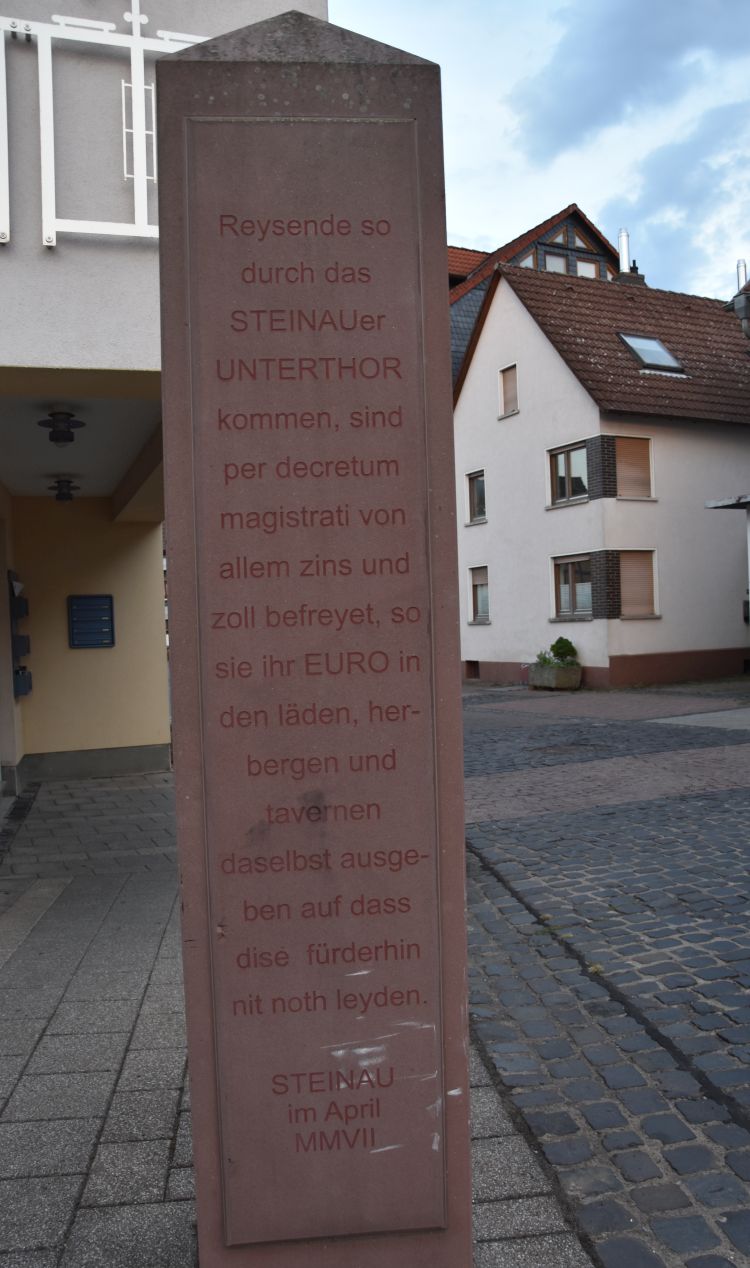 Reysende so
durch das
STEINAUer
UNTERTHOR
kommen, sind
per decretum
magistrati von
allem zins und
zoll befreyet, so
sie ihr EURO in
den läden, her-
bergen und
tavernen
daselbst ausge-
ben auf dass
dise fürderhin
nit noth leyden.
STEINAU
im April
MMVII